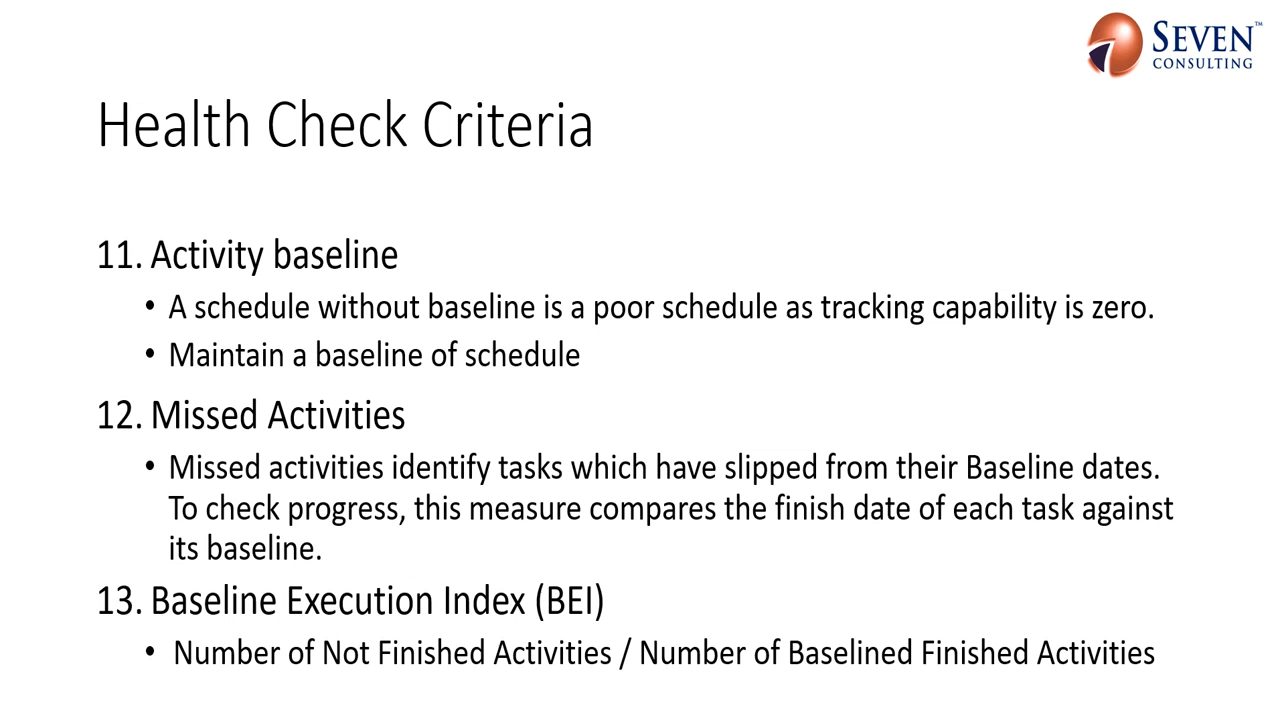 SEVEN™
CONSULTING
Health Check Criteria
11. Activity baseline
• A schedule without baseline is a poor schedule as tracking capability is zero.
• Maintain a baseline of schedule
12. Missed Activities
• Missed activities identify tasks which have slipped from their Baseline dates.
To check progress, this measure compares the finish date of each task against
its baseline.
13. Baseline Execution Index (BEI)
• Number of Not Finished Activities / Number of Baselined Finished Activities